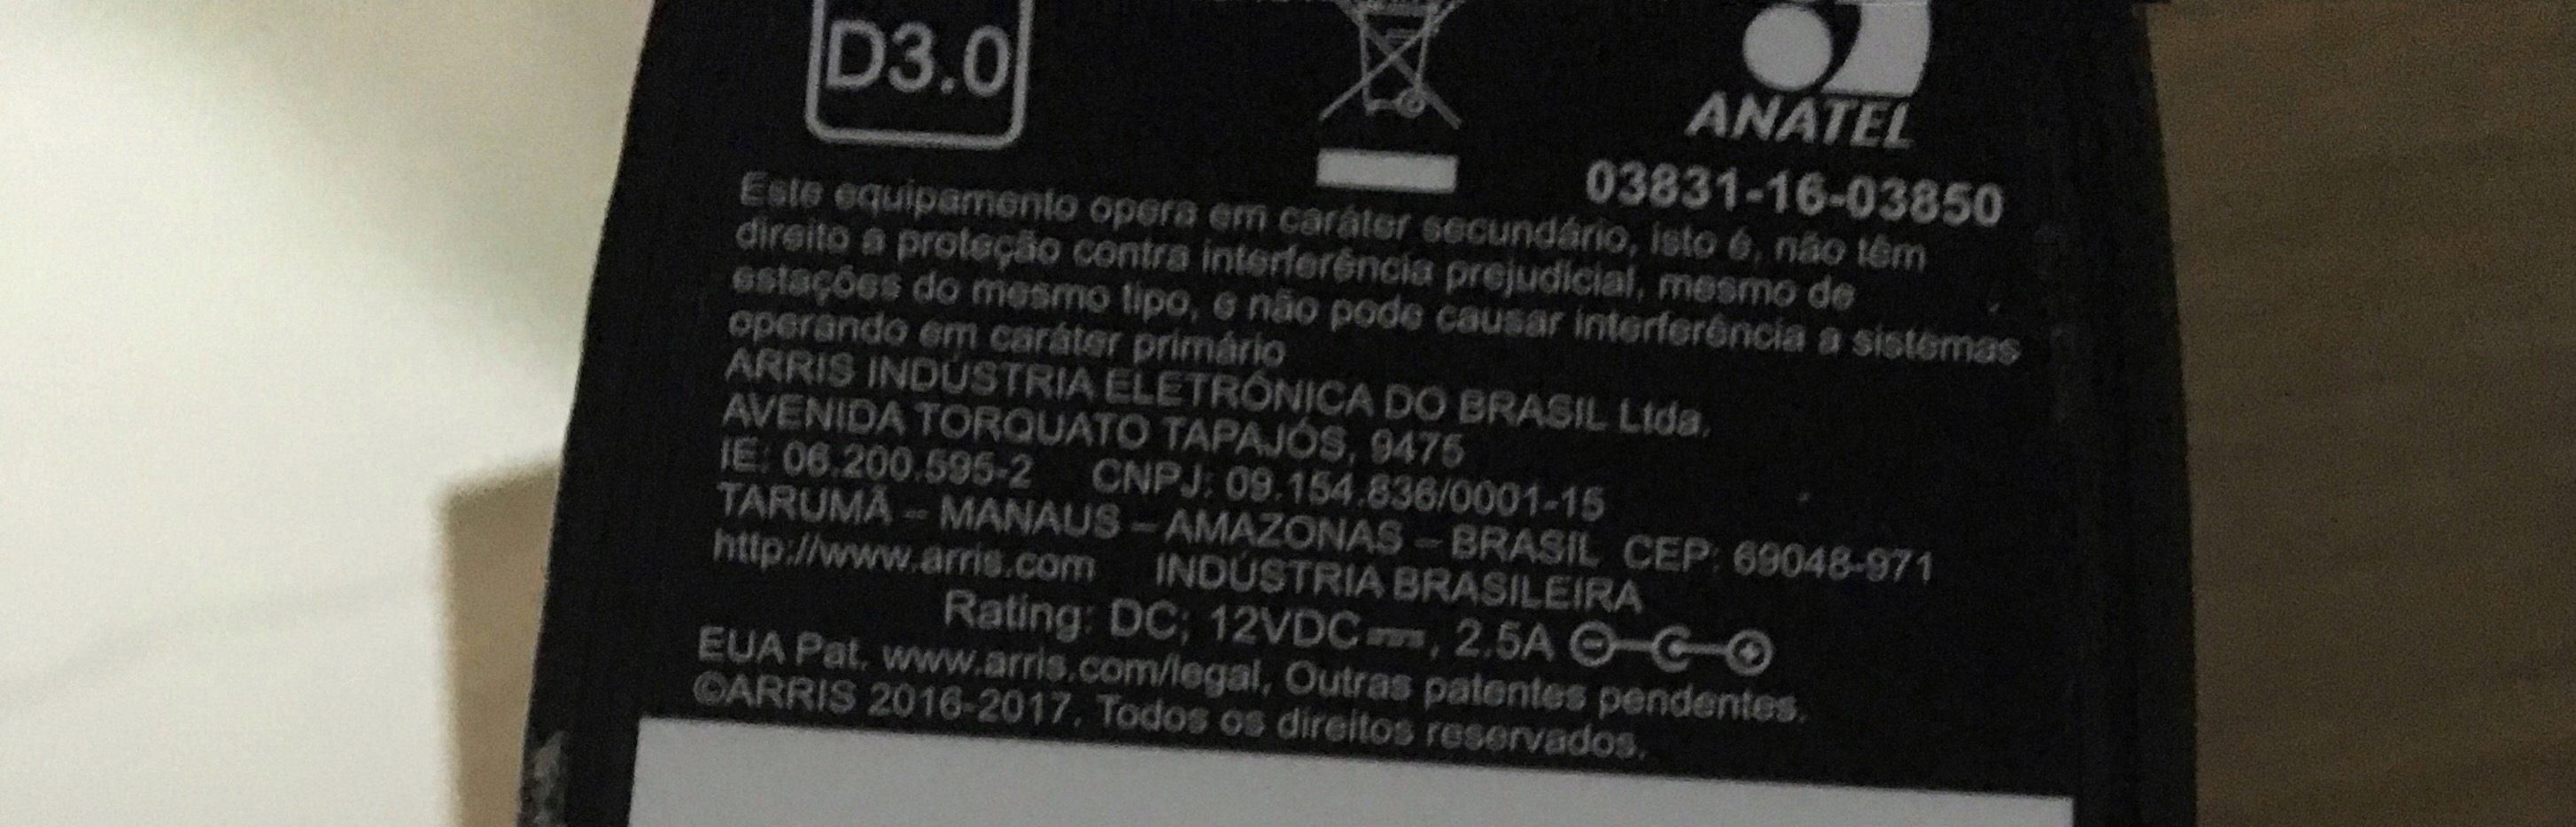 D3.0
ANATEL
03831-16-03850
Este equipamento opera em caráter secundário, isto é, não têm
direito a proteção contra interferência prejudicial, mesmo de
estações do mesmo tipo, e não pode causar interferência a sistemas
operando em caráter primário
ARRIS INDÚSTRIA ELETRÔNICA DO BRASIL Ltda.
AVENIDA TORQUATO TAPAJÓS, 9475
IE: 06.200.595-2 CNPJ: 09.154.836/0001-15
TARUMÃ – MANAUS – AMAZONAS – BRASIL CEP: 69048-971
http://www.arris.com INDÚSTRIA BRASILEIRA
Rating: DC; 12VDC⎓, 2.5A
EUA Pat. www.arris.com/legal, Outras patentes pendentes.
©ARRIS 2016-2017. Todos os direitos reservados.